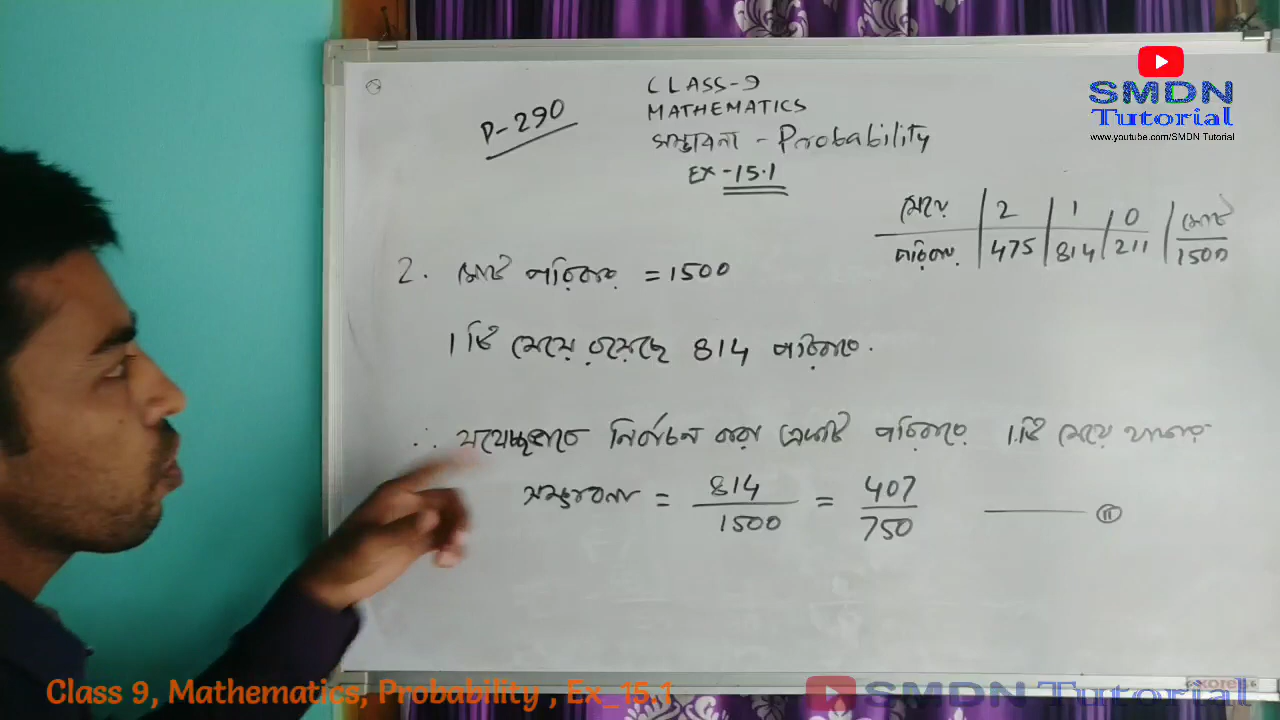 P-290
CLASS-9
MATHEMATICS
সম্ভাবনা - Probability
EX-15.1
SMDN
Tutorial
www.youtube.com/SMDN Tutorial
মেয়ে 2 1 0 মোট
পরিবার 475 814 211 1500
2. মোট পরিবার = 1500
1টি মেয়ে রয়েছে 814 পরিবারে.
∴ যথেচ্ছভাবে নির্বাচন করা একটি পরিবারে 1টি মেয়ে থাকার
সম্ভাবনা = 814/1500 = 407/750 (ii)
Class 9, Mathematics, Probability , Ex_15.1
SMDN Tutorial